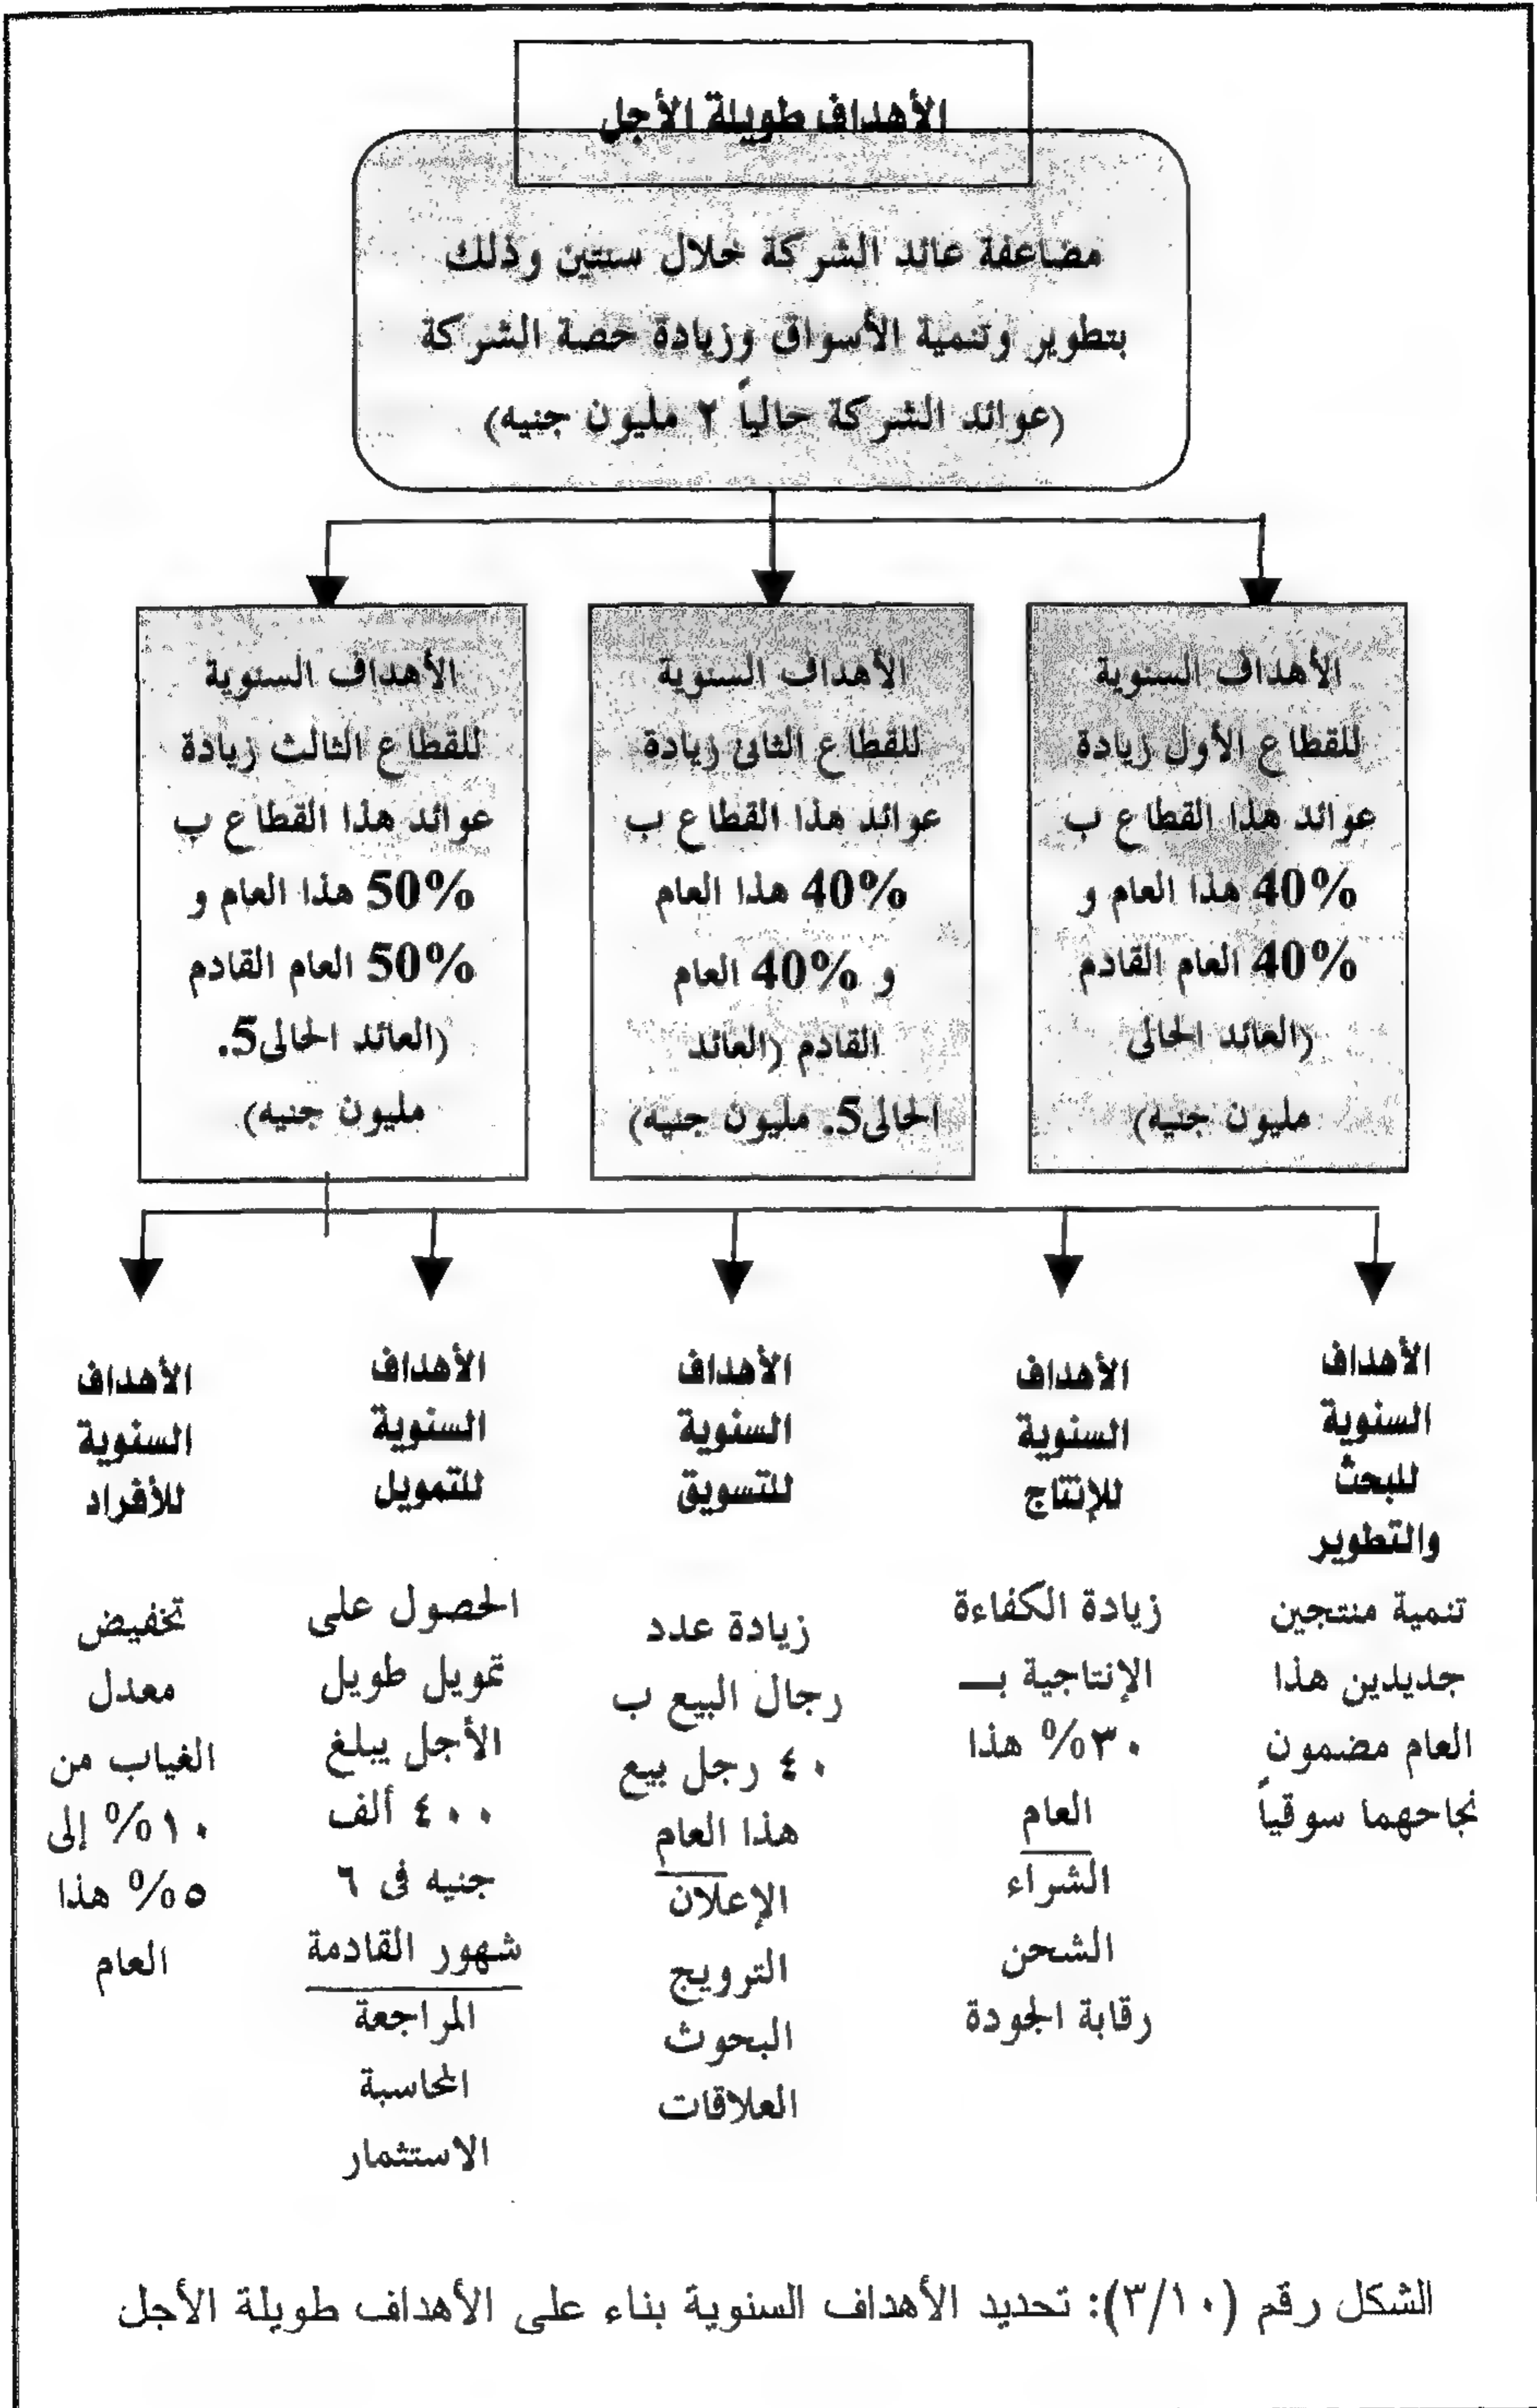 الأهداف طويلة الأجل
مضاعفة عائد الشركة خلال سنتين وذلك
بتطوير وتنمية الأسواق وزيادة حصة الشركة
(عوائد الشركة حالياً ٢ مليون جنيه)
الأهداف السنوية
للقطاع الأول زيادة
عوائد هذا القطاع ب
40% هذا العام و
40% العام القادم
(العائد الحالى
مليون جنيه)
الأهداف السنوية
للقطاع الثانى زيادة
عوائد هذا القطاع ب
40% هذا العام
و 40% العام
القادم (العائد
الحالى5. مليون جنيه)
الأهداف السنوية
للقطاع الثالث زيادة
عوائد هذا القطاع ب
50% هذا العام و
50% العام القادم
(العائد الحالى5.
مليون جنيه)
الأهداف
السنوية
للبحث
والتطوير
تنمية منتجين
جديدين هذا
العام مضمون
نجاحهما سوقياً
الأهداف
السنوية
للإنتاج
زيادة الكفاءة
الإنتاجية بـــ
٣٠% هذا
العام
الشراء
الشحن
رقابة الجودة
الأهداف
السنوية
للتسويق
زيادة عدد
رجال البيع ب
٤٠ رجل بيع
هذا العام
الإعلان
الترويج
البحوث
العلاقات
الأهداف
السنوية
للتمويل
الحصول على
تمويل طويل
الأجل يبلغ
٤٠٠ ألف
جنيه فى ٦
شهور القادمة
المراجعة
المحاسبة
الاستثمار
الأهداف
السنوية
للأفراد
تخفيض
معدل
الغياب من
١٠% إلى
٥% هذا
العام
الشكل رقم (٣/١٠): تحديد الأهداف السنوية بناء على الأهداف طويلة الأجل